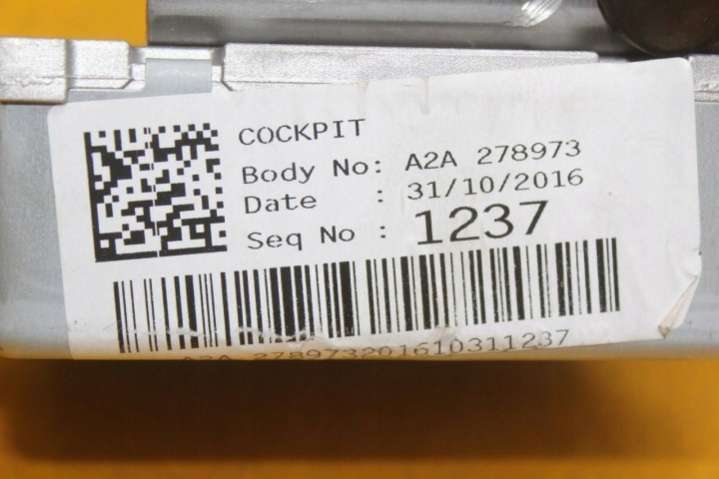 COCKPIT
Body No: A2A 278973
Date : 31/10/2016
Seq No : 1237
A2A 278973201610311237